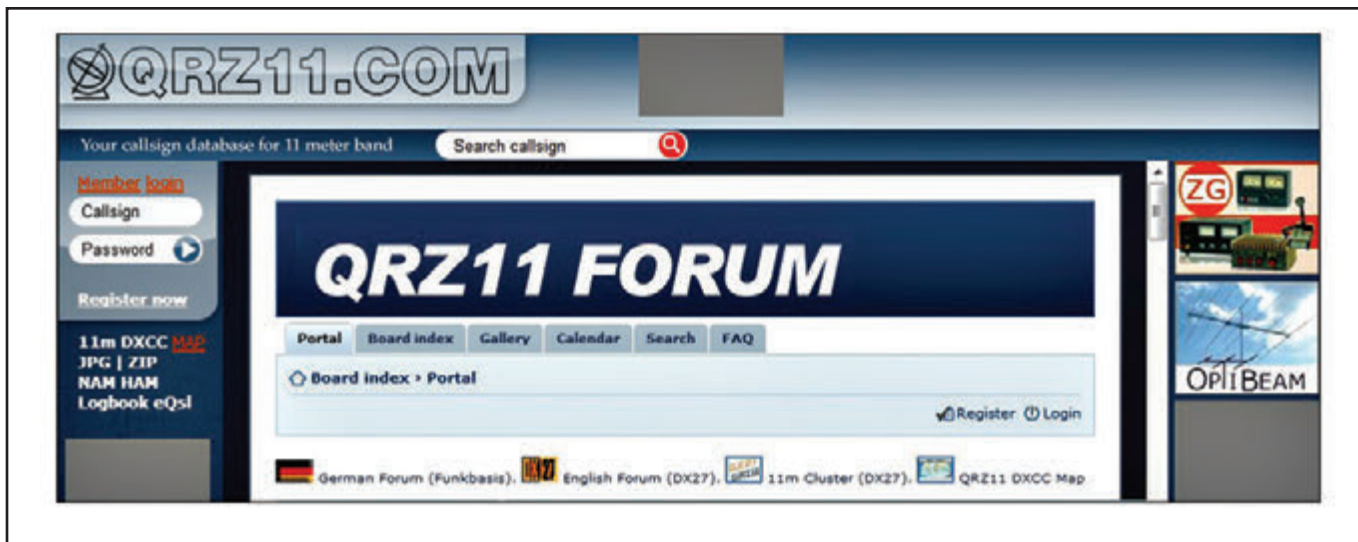 QRZ11.COM
Your callsign database for 11 meter band
Search callsign
Member login
Callsign
Password
Register now
11m DXCC MAP
JPG | ZIP
NAM HAM
Logbook eQsl
QRZ11 FORUM
Portal Board index Gallery Calendar Search FAQ
Board index › Portal
Register Login
German Forum (Funkbasis). DX27 English Forum (DX27). 11m Cluster (DX27). QRZ11 DXCC Map
ZG
OPTIBEAM